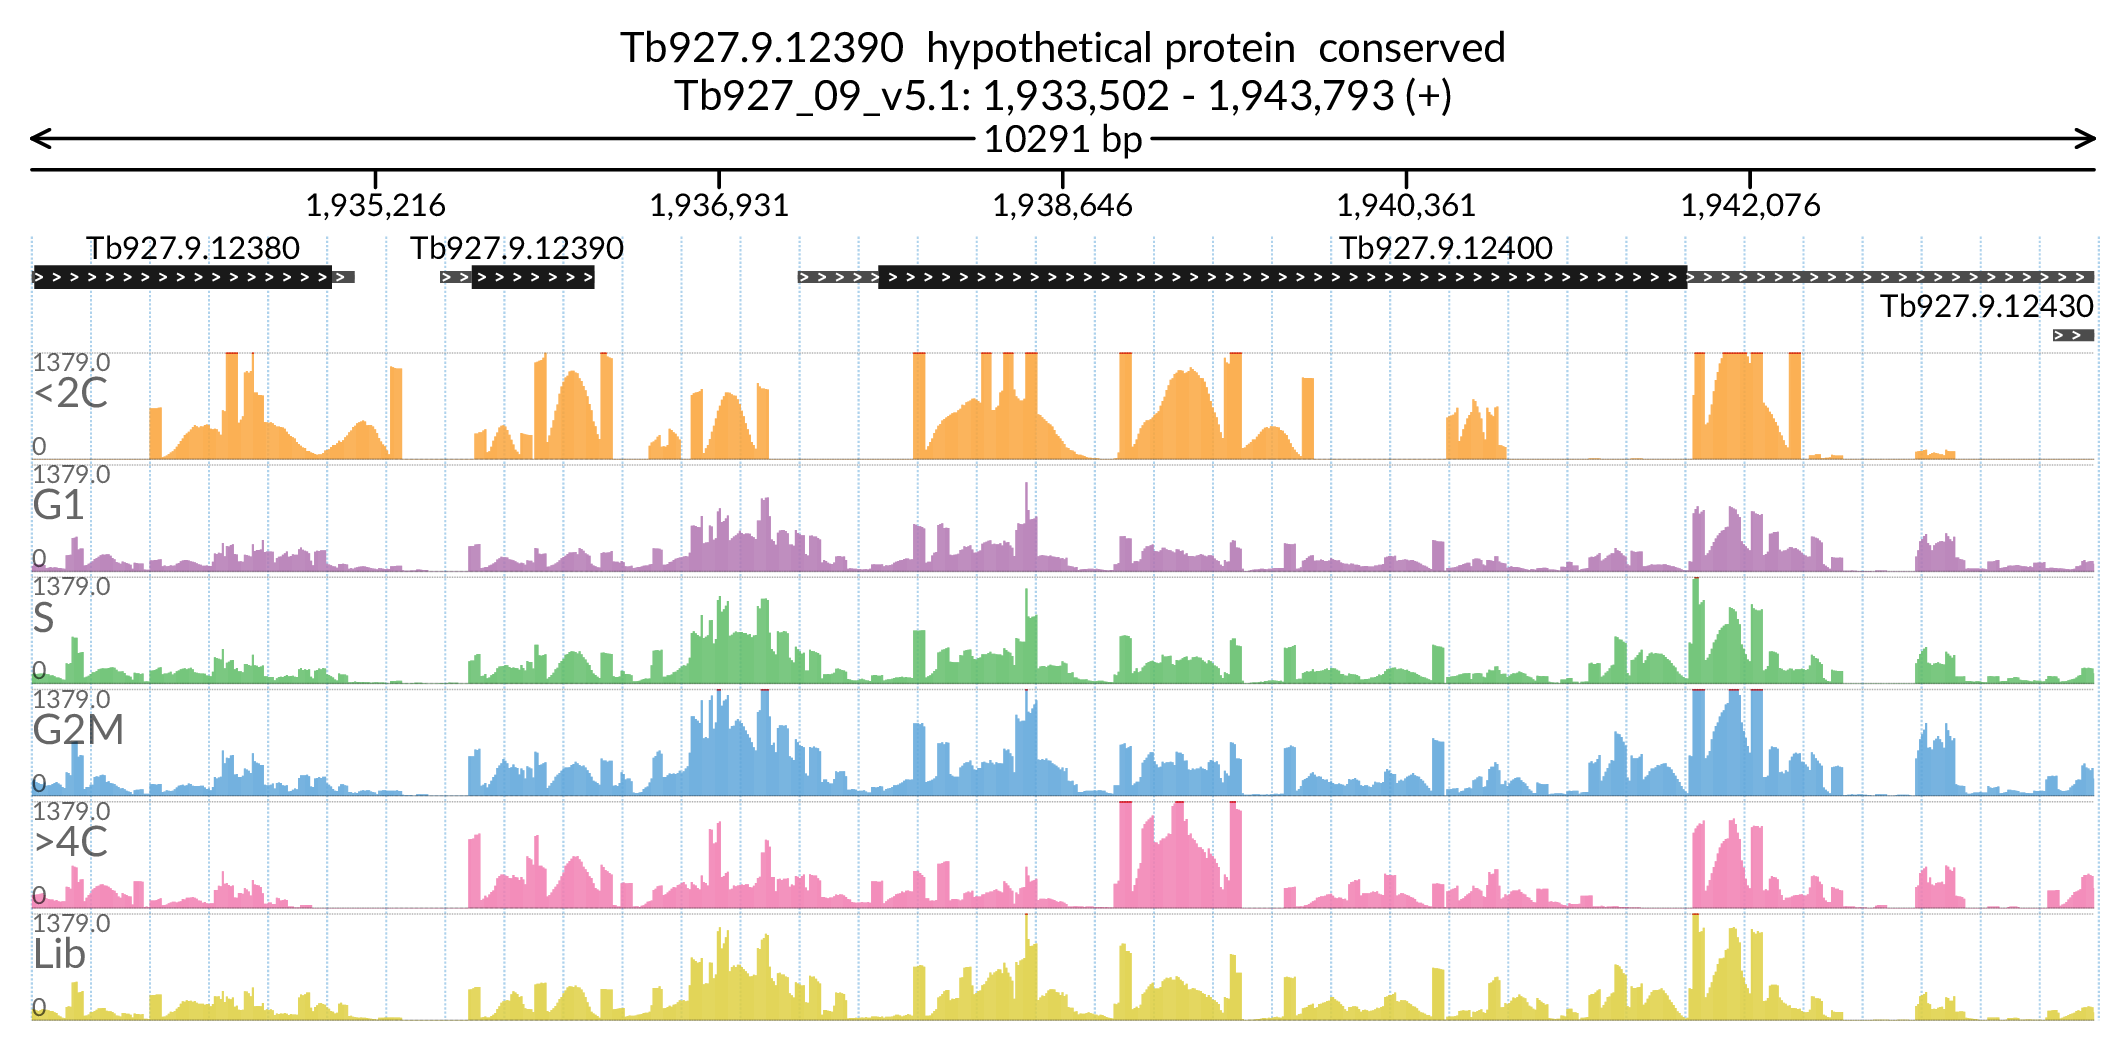 Tb927.9.12390 hypothetical protein conserved
Tb927_09_v5.1: 1,933,502 - 1,943,793 (+)
10291 bp
1,935,216 1,936,931 1,938,646 1,940,361 1,942,076
Tb927.9.12380 Tb927.9.12390 Tb927.9.12400
Tb927.9.12430
1379.0
<2C
0
1379.0
G1
0
1379.0
S
0
1379.0
G2M
0
1379.0
>4C
0
1379.0
Lib
0